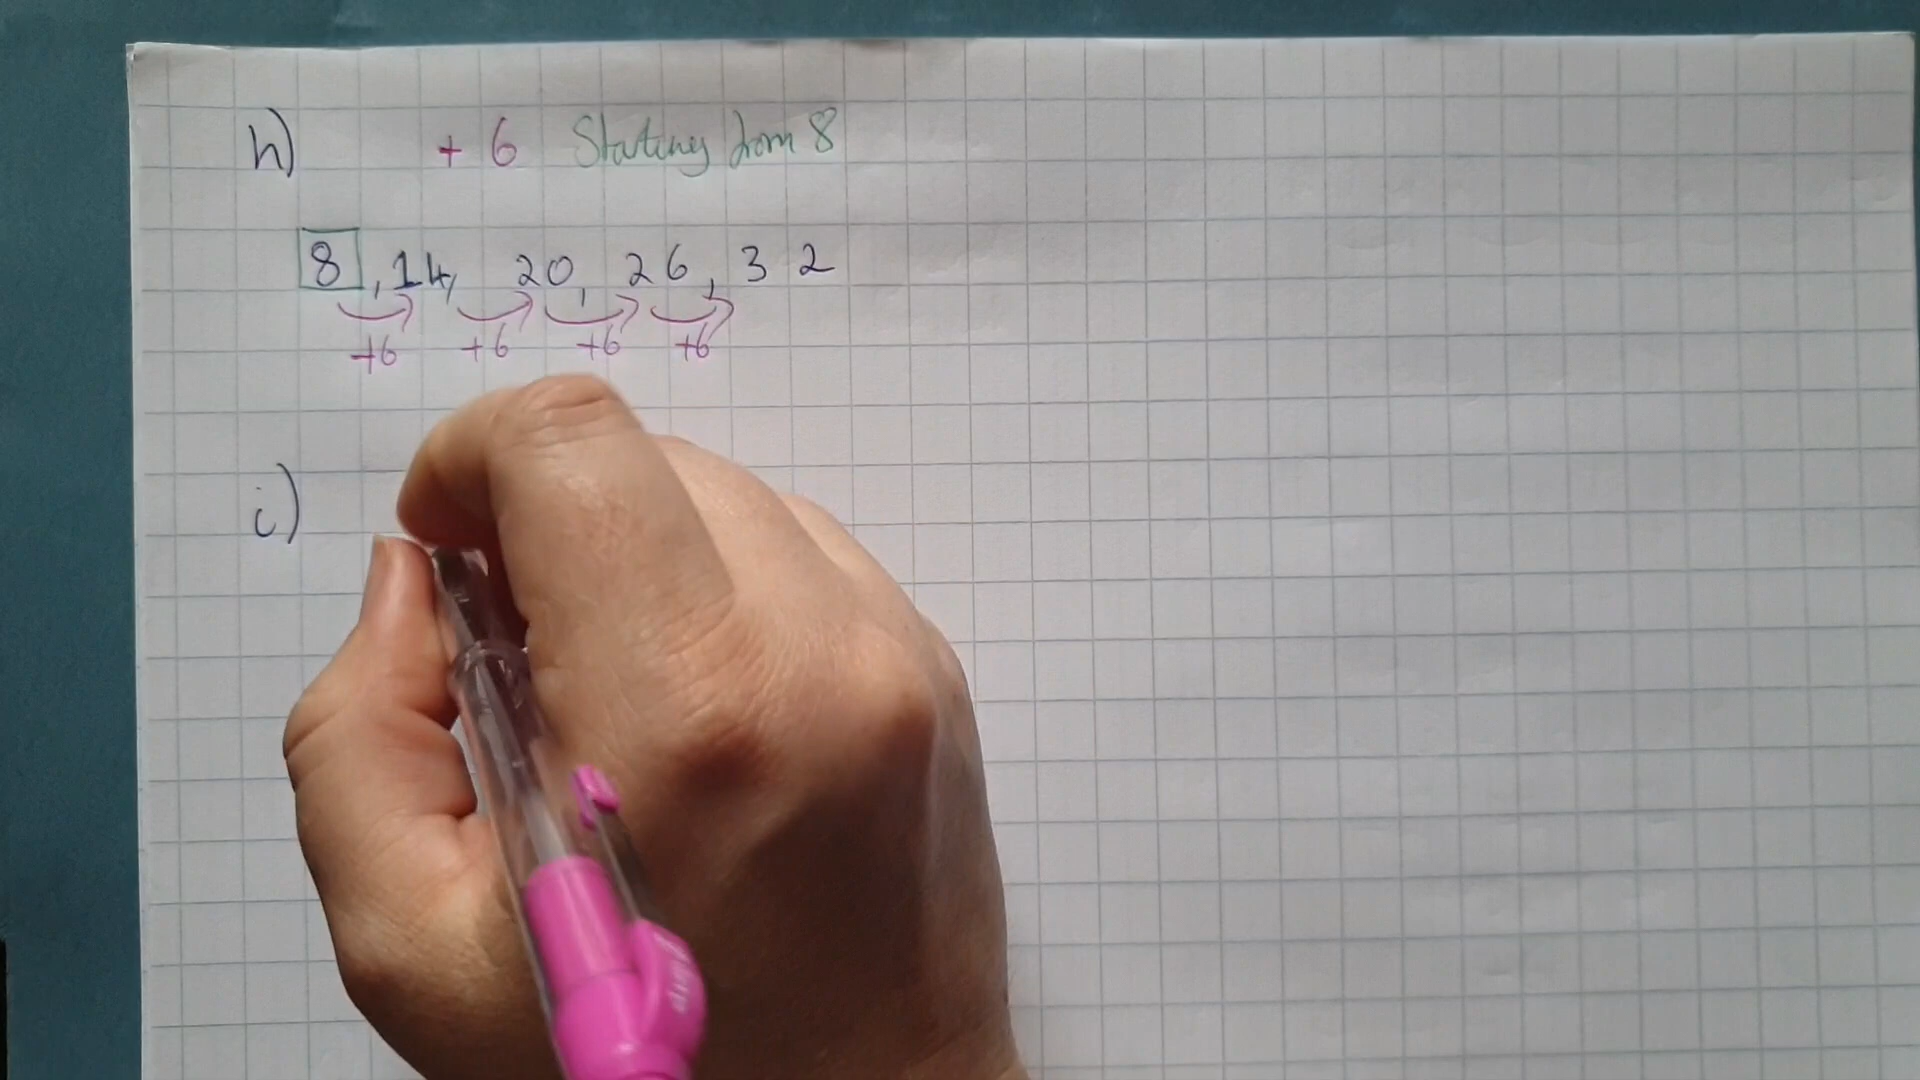 h) + 6 Starting from 8
8, 14, 20, 26, 32
+6 +6 +6 +6
i)